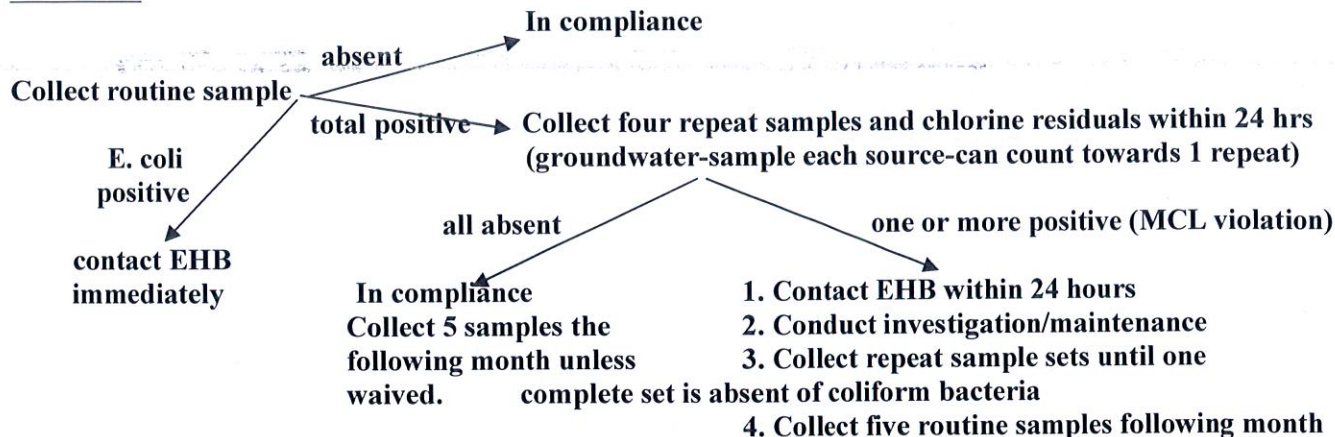 In compliance
absent
Collect routine sample
total positive
Collect four repeat samples and chlorine residuals within 24 hrs
(groundwater-sample each source-can count towards 1 repeat)
E. coli
positive
contact EHB
immediately
all absent
one or more positive (MCL violation)
In compliance
Collect 5 samples the
following month unless
waived.
1. Contact EHB within 24 hours
2. Conduct investigation/maintenance
3. Collect repeat sample sets until one
complete set is absent of coliform bacteria
4. Collect five routine samples following month